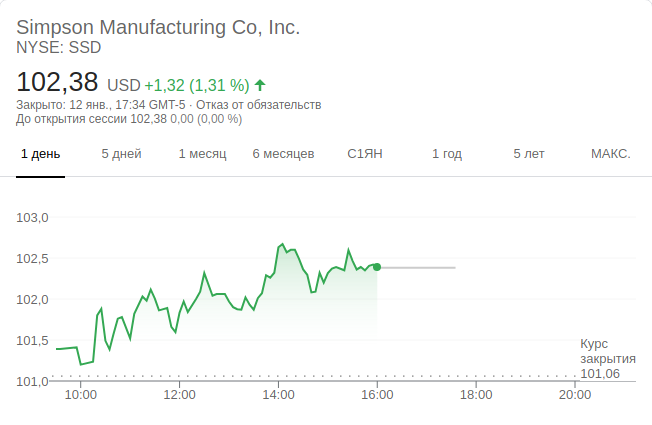 Simpson Manufacturing Co, Inc.
NYSE: SSD
102,38 USD +1,32 (1,31 %)
Закрыто: 12 янв., 17:34 GMT-5 · Отказ от обязательств
До открытия сессии 102,38 0,00 (0,00 %)
1 день 5 дней 1 месяц 6 месяцев С1ЯН 1 год 5 лет МАКС.
103,0
102,5
102,0
101,5
101,0
Курс
закрытия
101,06
10:00 12:00 14:00 16:00 18:00 20:00